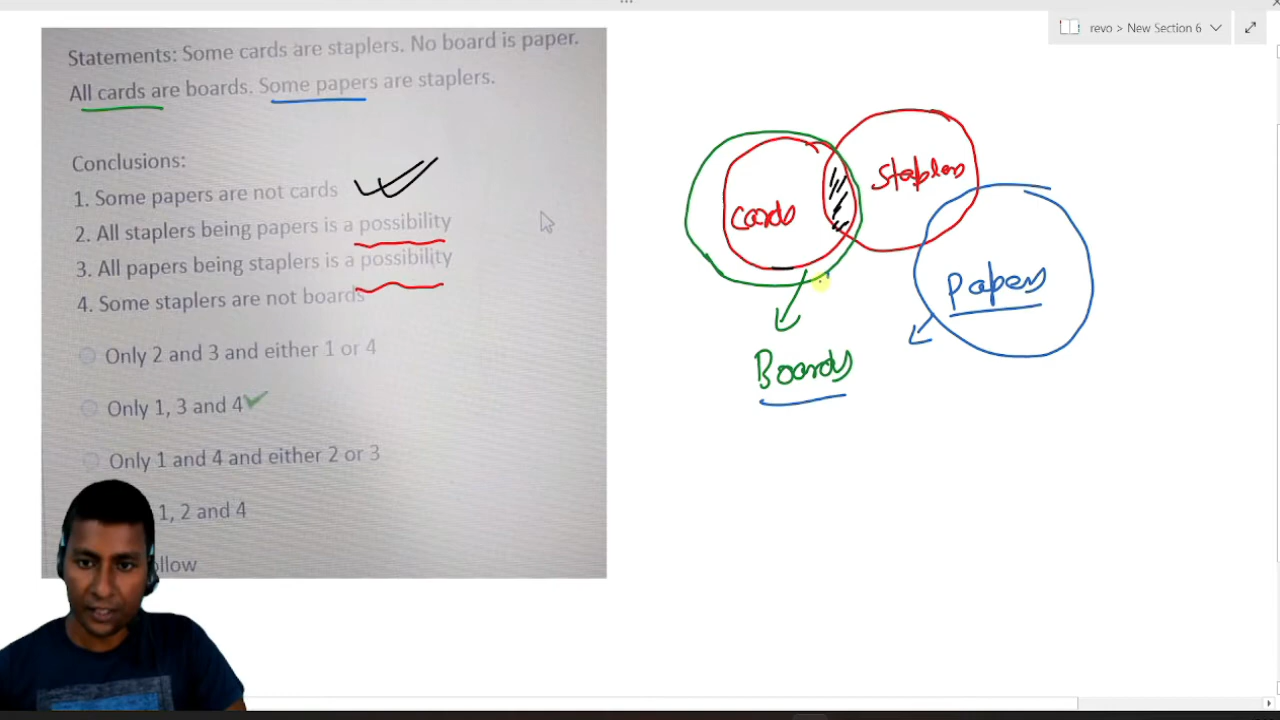 revo > New Section 6
Statements: Some cards are staplers. No board is paper.
All cards are boards. Some papers are staplers.
Conclusions:
1. Some papers are not cards
2. All staplers being papers is a possibility
3. All papers being staplers is a possibility
4. Some staplers are not boards
Only 2 and 3 and either 1 or 4
Only 1, 3 and 4
Only 1 and 4 and either 2 or 3
1, 2 and 4
ollow
Cards
Staplers
Papers
Boards